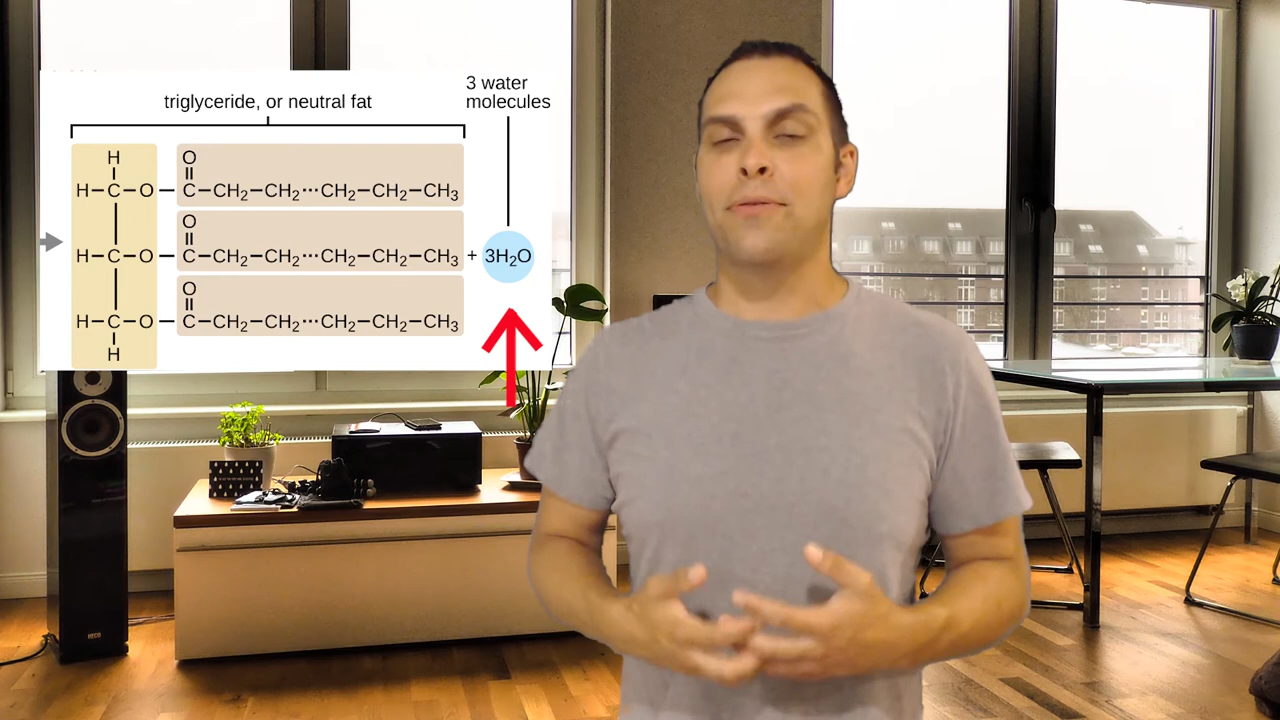 triglyceride, or neutral fat
3 water
molecules
H
O
H–C–O–C–CH₂–CH₂···CH₂–CH₂–CH₃
O
H–C–O–C–CH₂–CH₂···CH₂–CH₂–CH₃ + 3H₂O
O
H–C–O–C–CH₂–CH₂···CH₂–CH₂–CH₃
H
HECO